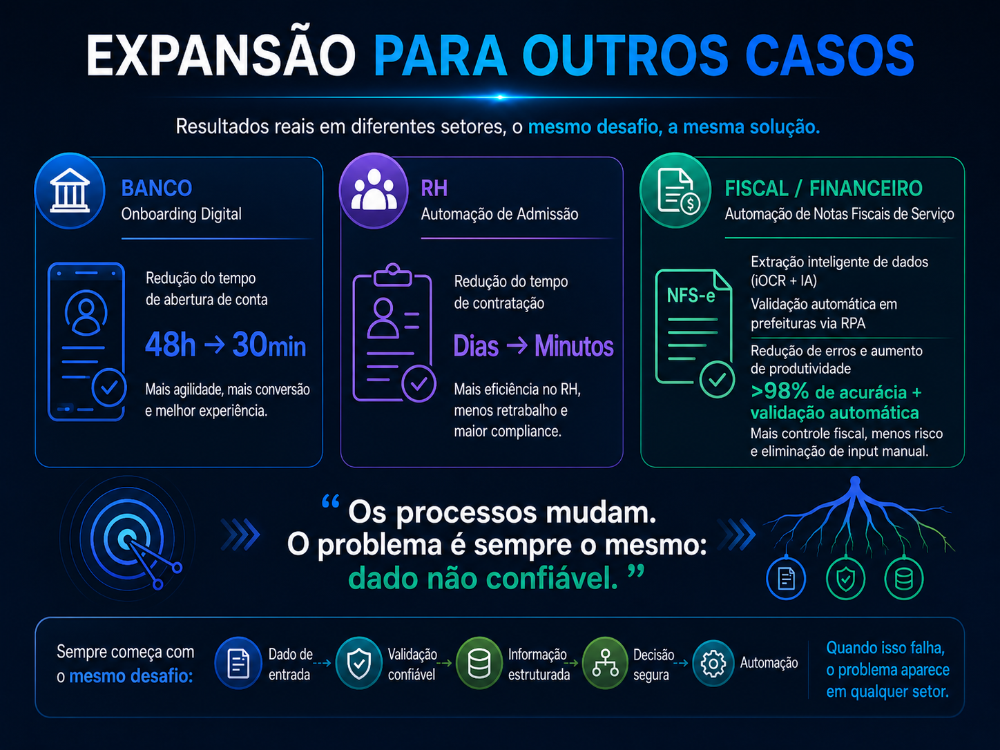 EXPANSÃO PARA OUTROS CASOS
Resultados reais em diferentes setores, o mesmo desafio, a mesma solução.
BANCO
Onboarding Digital
Redução do tempo
de abertura de conta
48h → 30min
Mais agilidade, mais conversão
e melhor experiência.
RH
Automação de Admissão
Redução do tempo
de contratação
Dias → Minutos
Mais eficiência no RH,
menos retrabalho e
maior compliance.
FISCAL / FINANCEIRO
Automação de Notas Fiscais de Serviço
NFS-e
Extração inteligente de dados
(iOCR + IA)
Validação automática em
prefeituras via RPA
Redução de erros e aumento
de produtividade
>98% de acurácia +
validação automática
Mais controle fiscal, menos risco
e eliminação de input manual.
“ Os processos mudam.
O problema é sempre o mesmo:
dado não confiável. ”
Sempre começa com
o mesmo desafio:
Dado de
entrada
Validação
confiável
Informação
estruturada
Decisão
segura
Automação
Quando isso falha,
o problema aparece
em qualquer setor.